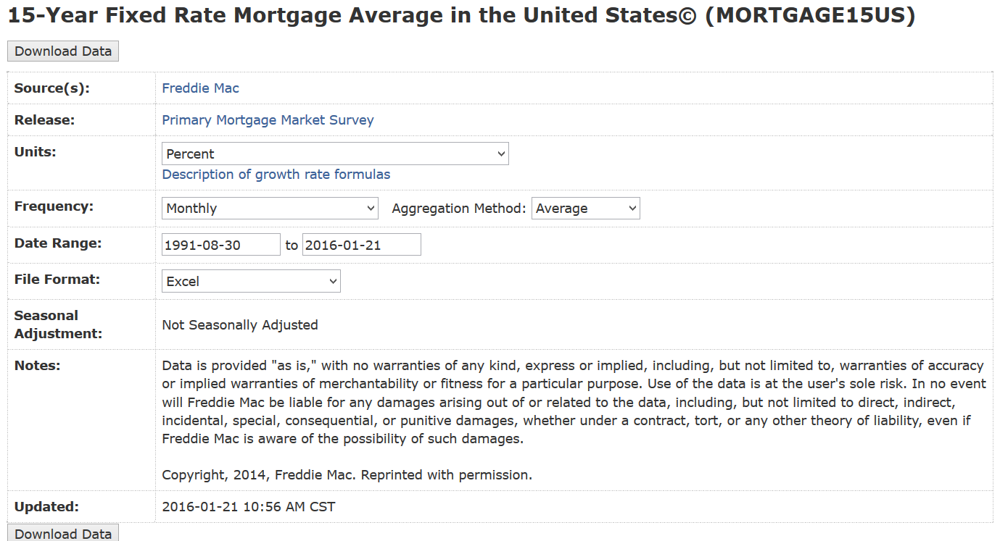 15-Year Fixed Rate Mortgage Average in the United States© (MORTGAGE15US)
Download Data
Source(s): Freddie Mac
Release: Primary Mortgage Market Survey
Units: Percent
Description of growth rate formulas
Frequency: Monthly Aggregation Method: Average
Date Range: 1991-08-30 to 2016-01-21
File Format: Excel
Seasonal
Adjustment:
Not Seasonally Adjusted
Notes: Data is provided "as is," with no warranties of any kind, express or implied, including, but not limited to, warranties of accuracy
or implied warranties of merchantability or fitness for a particular purpose. Use of the data is at the user's sole risk. In no event
will Freddie Mac be liable for any damages arising out of or related to the data, including, but not limited to direct, indirect,
incidental, special, consequential, or punitive damages, whether under a contract, tort, or any other theory of liability, even if
Freddie Mac is aware of the possibility of such damages.
Copyright, 2014, Freddie Mac. Reprinted with permission.
Updated: 2016-01-21 10:56 AM CST
Download Data